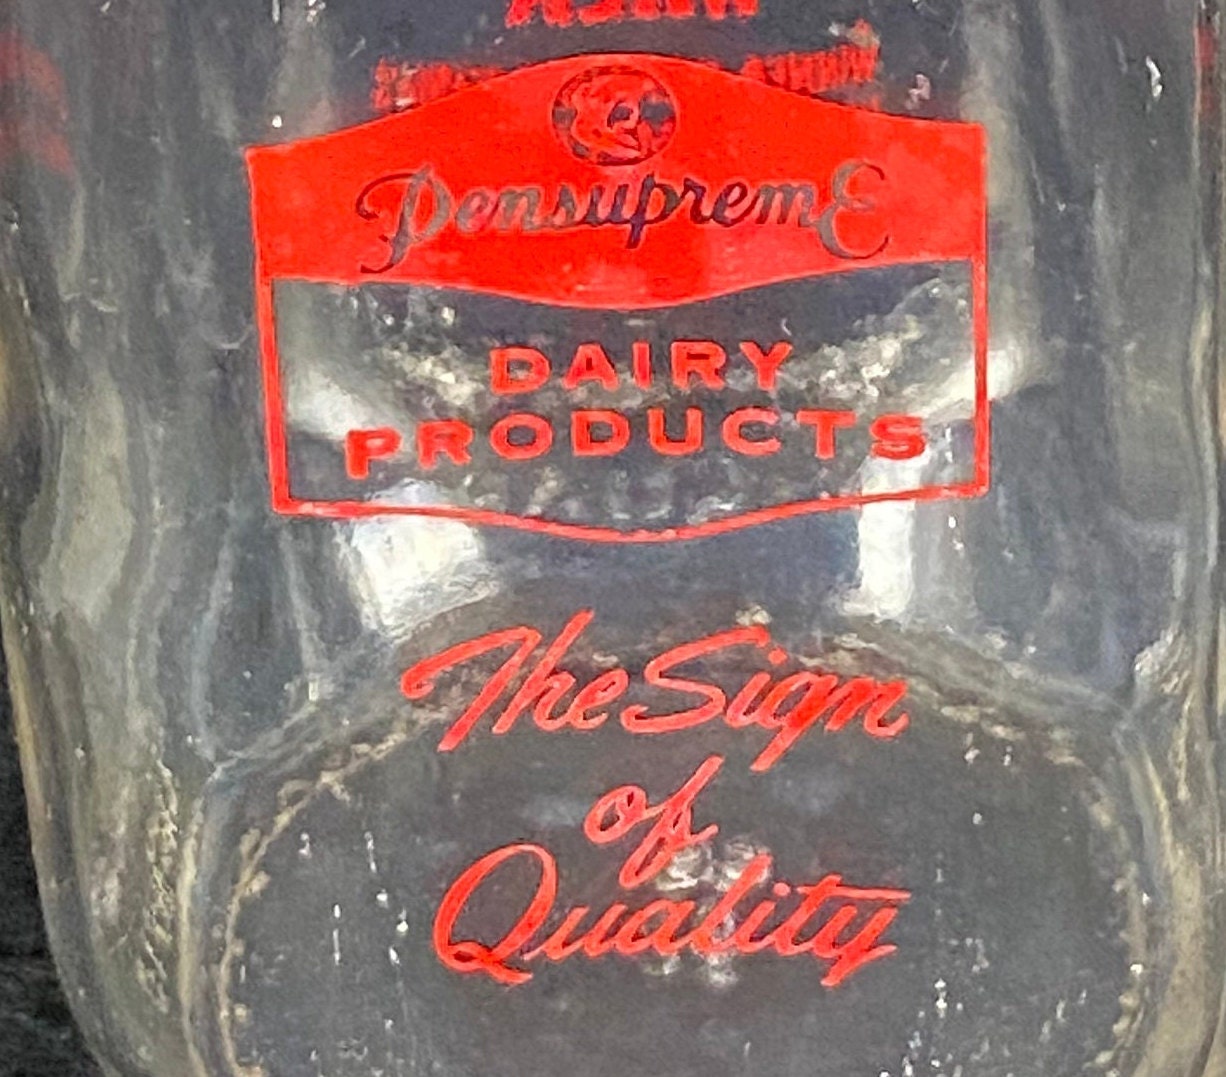 PensupremE
DAIRY
PRODUCTS
The Sign
of
Quality